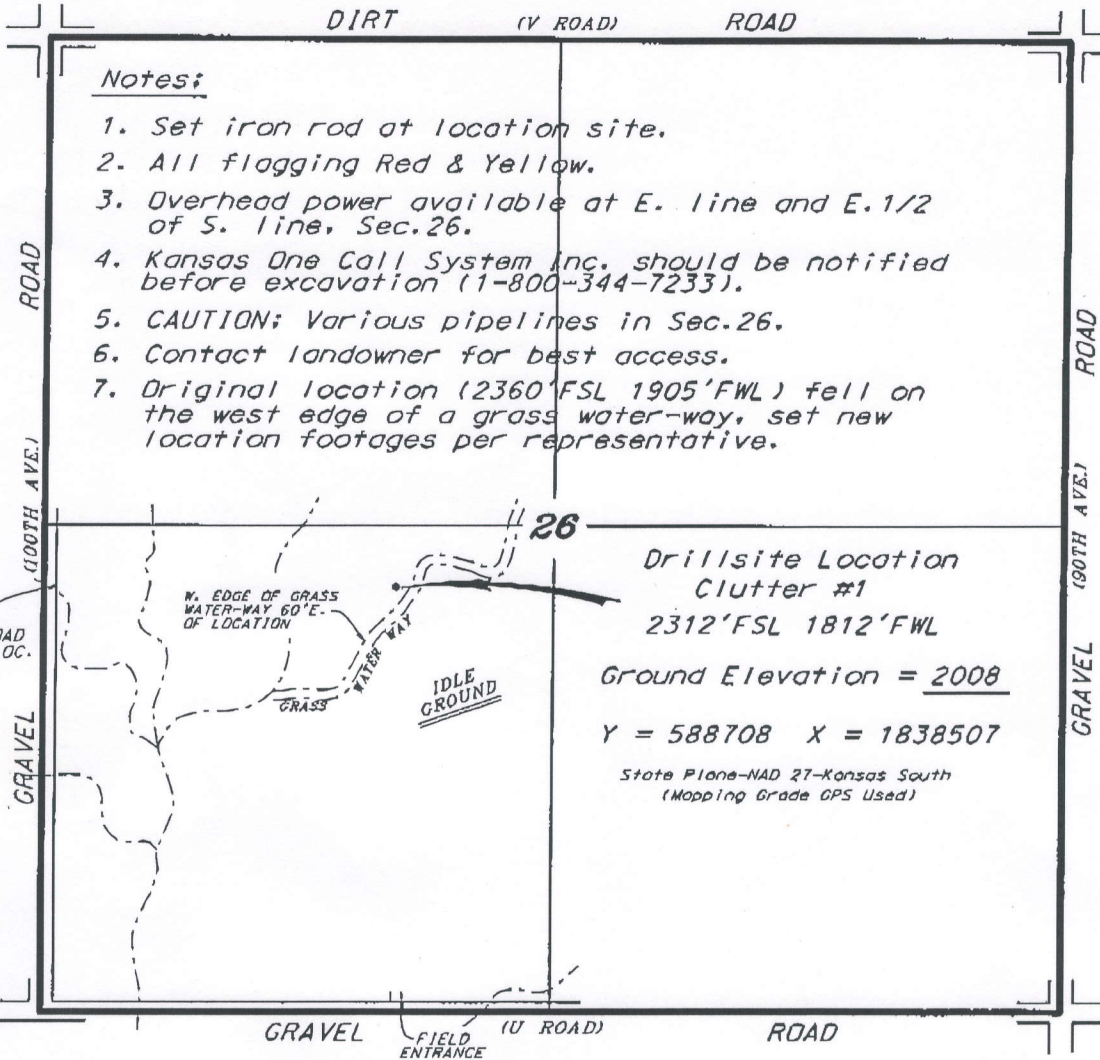 DIRT (V ROAD) ROAD
Notes:
1. Set iron rod at location site.
2. All flagging Red & Yellow.
3. Overhead power available at E. line and E.1/2
of S. line, Sec.26.
4. Kansas One Call System Inc. should be notified
before excavation (1-800-344-7233).
5. CAUTION: Various pipelines in Sec.26.
6. Contact landowner for best access.
7. Original location (2360'FSL 1905'FWL) fell on
the west edge of a grass water-way, set new
location footages per representative.
GRAVEL (100TH AVE.) ROAD
GRAVEL (90TH AVE.) ROAD
26
W. EDGE OF GRASS
WATER-WAY 60'E.
OF LOCATION
GRASS
WATER WAY
IDLE
GROUND
Drillsite Location
Clutter #1
2312'FSL 1812'FWL
Ground Elevation = 2008
Y = 588708 X = 1838507
State Plane-NAD 27-Kansas South
(Mapping Grade GPS Used)
GRAVEL (U ROAD) ROAD
FIELD
ENTRANCE